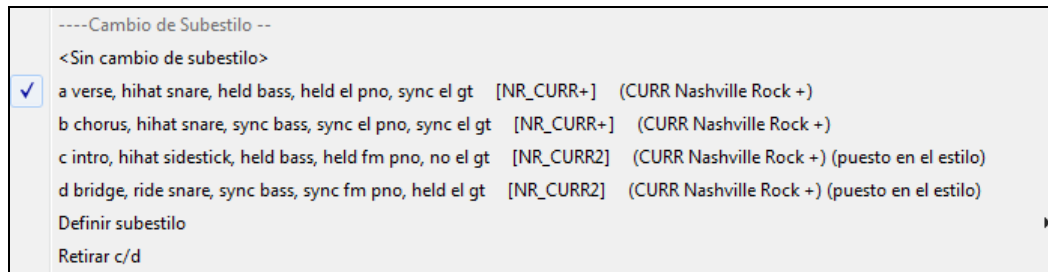 ----Cambio de Subestilo --
<Sin cambio de subestilo>
a verse, hihat snare, held bass, held el pno, sync el gt [NR_CURR+] (CURR Nashville Rock +)
b chorus, hihat snare, sync bass, sync el pno, sync el gt [NR_CURR+] (CURR Nashville Rock +)
c intro, hihat sidestick, held bass, held fm pno, no el gt [NR_CURR2] (CURR Nashville Rock +) (puesto en el estilo)
d bridge, ride snare, sync bass, sync fm pno, held el gt [NR_CURR2] (CURR Nashville Rock +) (puesto en el estilo)
Definir subestilo
Retirar c/d